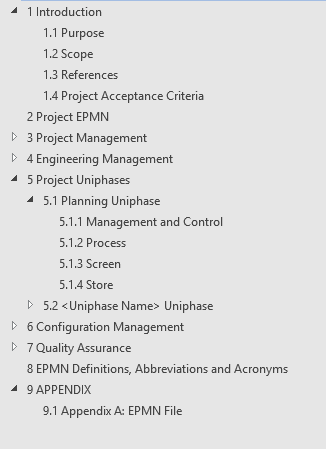 1 Introduction
1.1 Purpose
1.2 Scope
1.3 References
1.4 Project Acceptance Criteria
2 Project EPMN
3 Project Management
4 Engineering Management
5 Project Uniphases
5.1 Planning Uniphase
5.1.1 Management and Control
5.1.2 Process
5.1.3 Screen
5.1.4 Store
5.2 <Uniphase Name> Uniphase
6 Configuration Management
7 Quality Assurance
8 EPMN Definitions, Abbreviations and Acronyms
9 APPENDIX
9.1 Appendix A: EPMN File